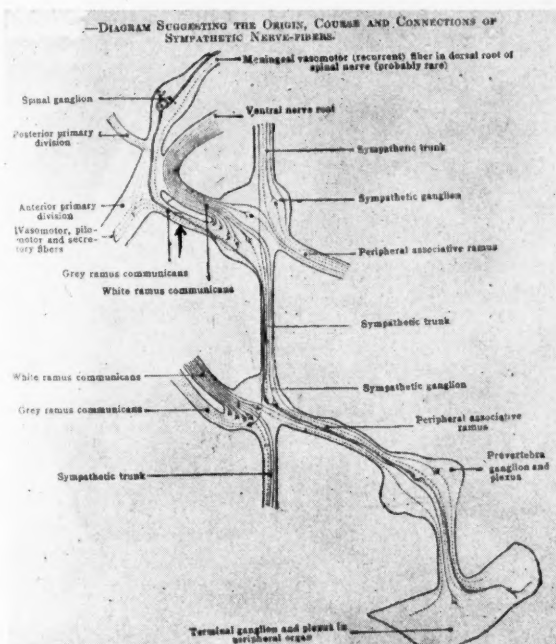 —DIAGRAM SUGGESTING THE ORIGIN, COURSE AND CONNECTIONS OF
SYMPATHETIC NERVE-FIBERS.
Meningeal vasomotor (recurrent) fiber in dorsal root of
spinal nerve (probably rare)
Spinal ganglion
Ventral nerve root
Posterior primary
division
Sympathetic trunk
Sympathetic ganglion
Anterior primary
division
Vasomotor, pilo-
motor and secre-
tory fibers
Peripheral associative ramus
Grey ramus communicans
White ramus communicans
Sympathetic trunk
White ramus communicans
Sympathetic ganglion
Grey ramus communicans
Peripheral associative
ramus
Prevertebra
ganglion and
plexus
Sympathetic trunk
Terminal ganglion and plexus in
peripheral organ